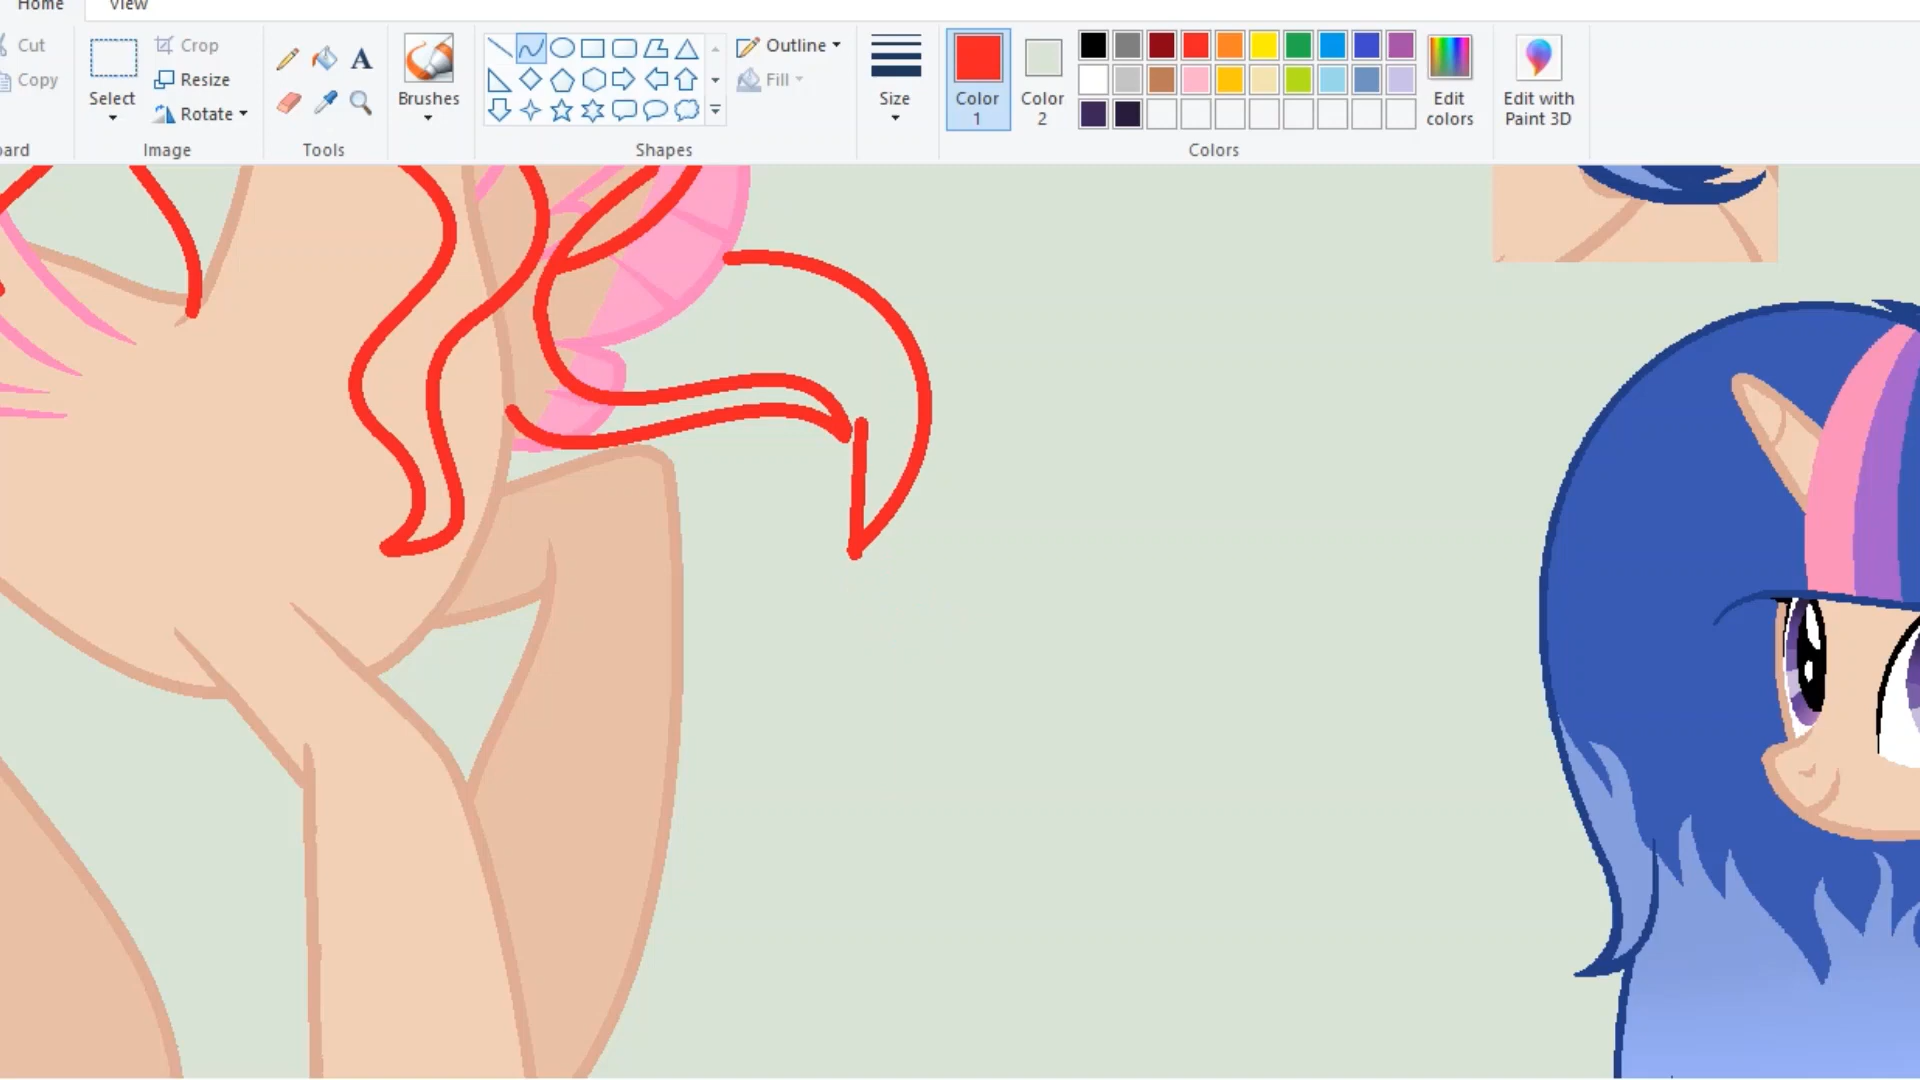 Home View
Cut
Copy
Select
Crop
Resize
Rotate
Image
A
Tools
Brushes
Outline
Fill
Shapes
Size
Color 1
Color 2
Colors
Edit colors
Edit with Paint 3D